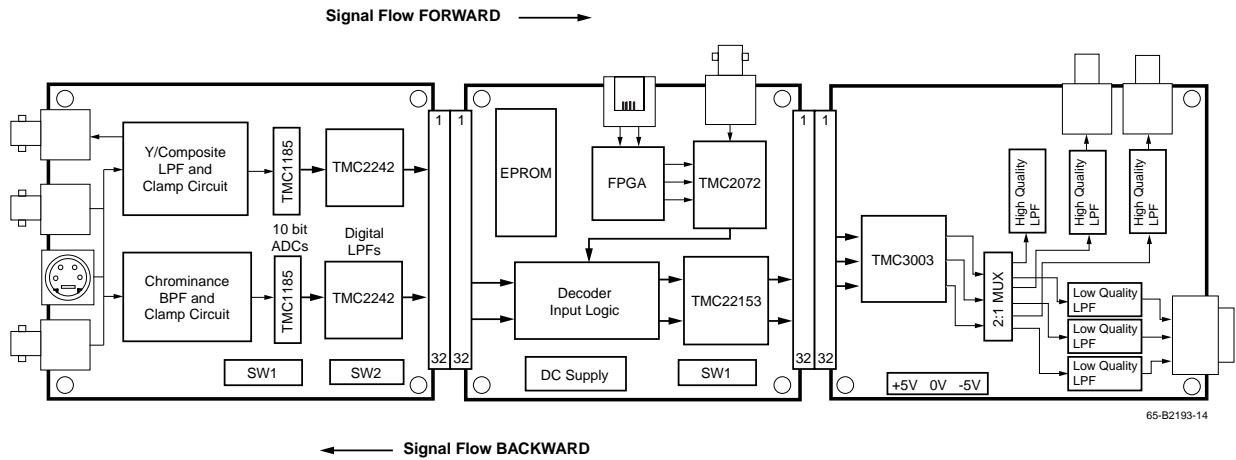 Signal Flow FORWARD
Y/Composite
LPF and
Clamp Circuit
TMC1185
TMC2242
10 bit
ADCs
Digital
LPFs
Chrominance
BPF and
Clamp Circuit
TMC1185
TMC2242
SW1
SW2
1
1
32
32
EPROM
FPGA
TMC2072
Decoder
Input Logic
TMC22153
DC Supply
SW1
1
1
32
32
TMC3003
2:1 MUX
High Quality
LPF
High Quality
LPF
High Quality
LPF
Low Quality
LPF
Low Quality
LPF
Low Quality
LPF
+5V 0V -5V
65-B2193-14
Signal Flow BACKWARD